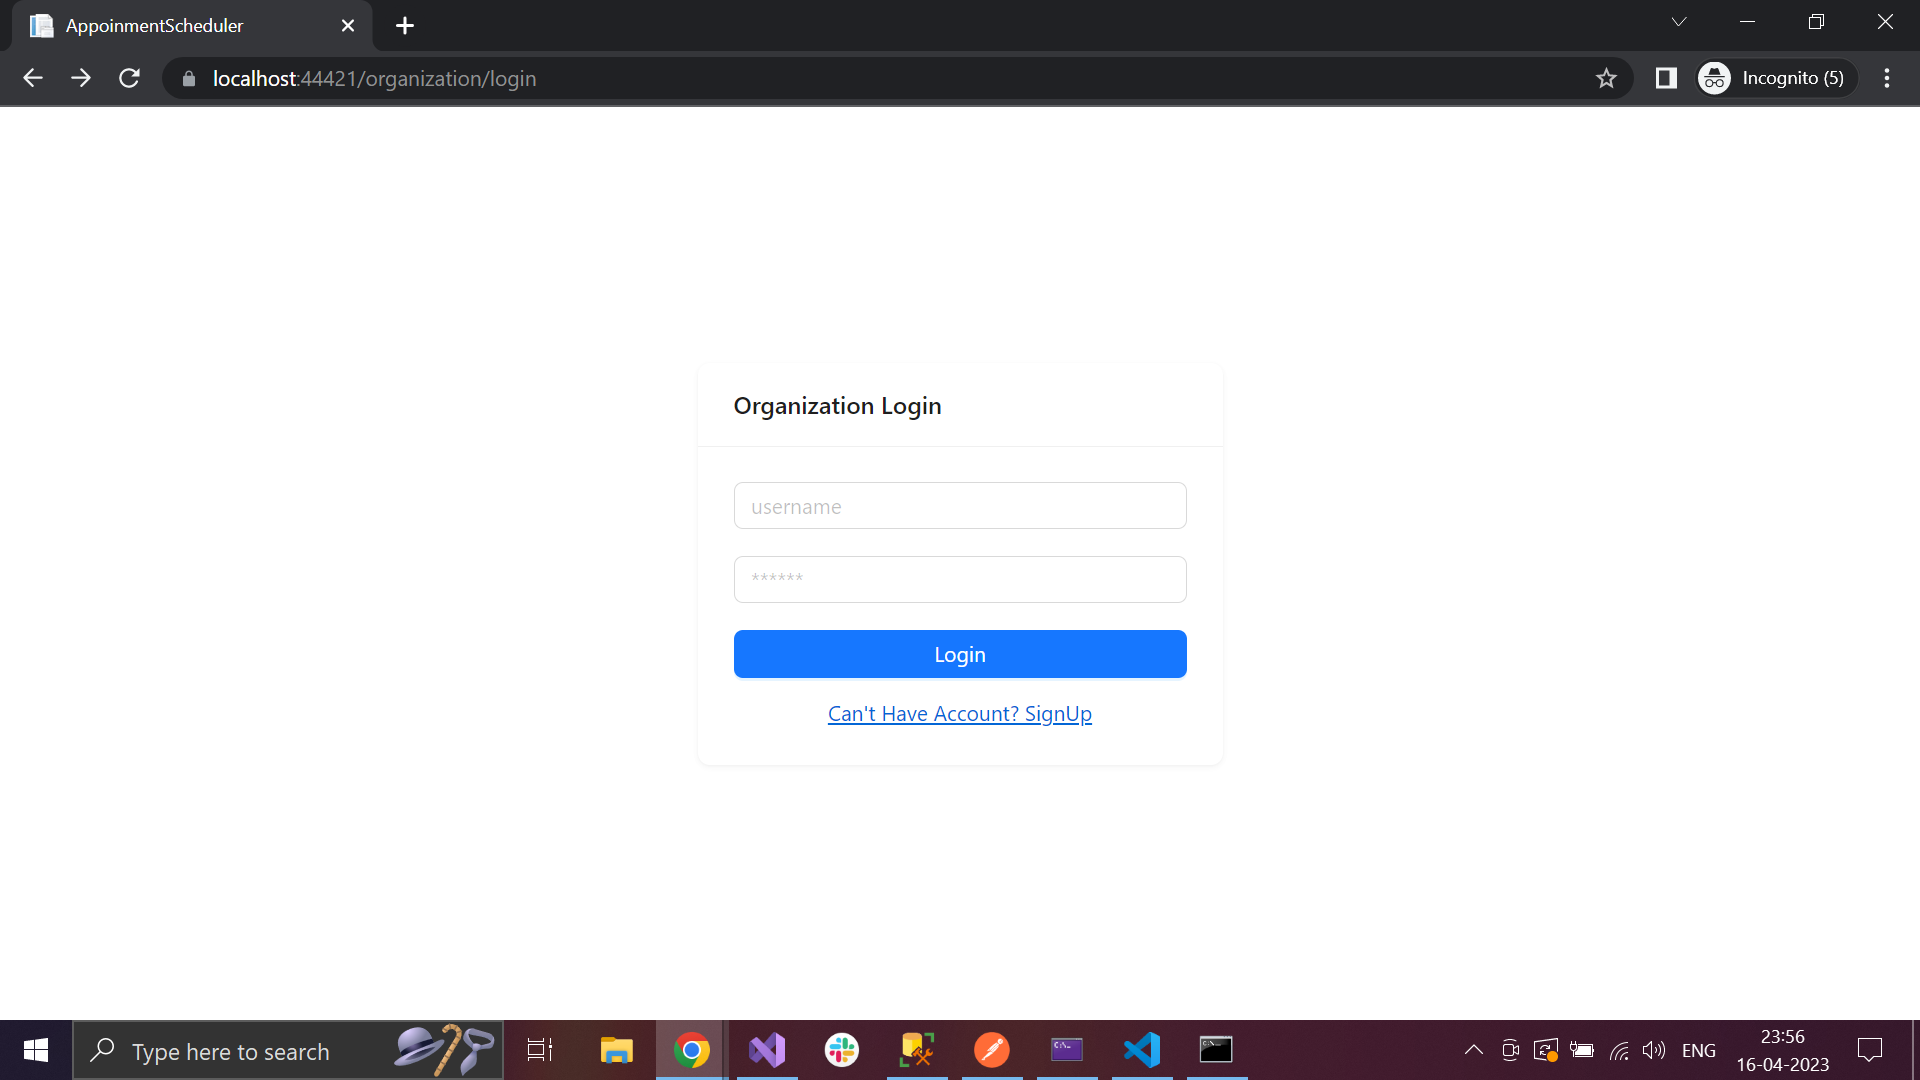 AppoinmentScheduler
localhost:44421/organization/login
Incognito (5)
Organization Login
username
******
Login
Can't Have Account? SignUp
Type here to search
ENG
23:56
16-04-2023